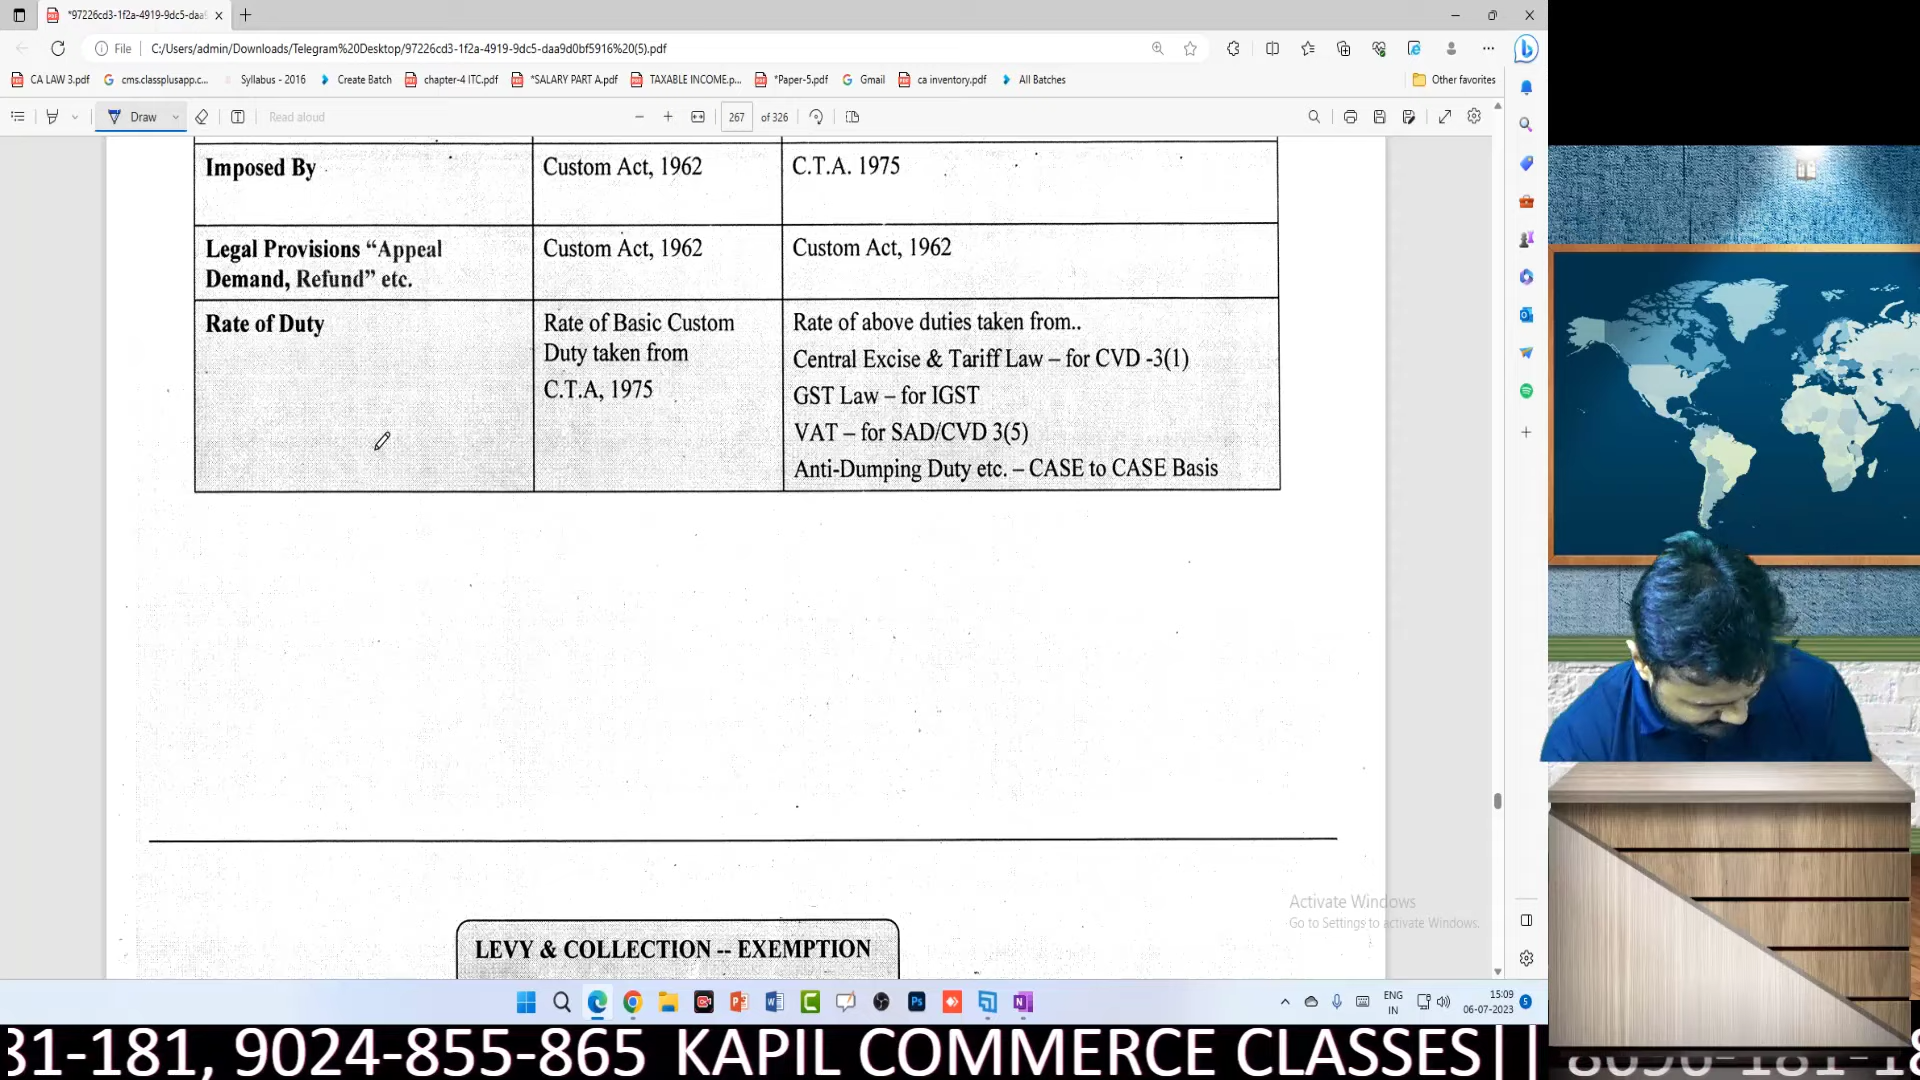 *97226cd3-1f2a-4919-9dc5-daa
File C:/Users/admin/Downloads/Telegram%20Desktop/97226cd3-1f2a-4919-9dc5-daa9d0bf5916%20(5).pdf
CA LAW 3.pdf cms.classplusapp.c... Syllabus - 2016 Create Batch chapter-4 ITC.pdf *SALARY PART A.pdf TAXABLE INCOME.p... *Paper-5.pdf Gmail ca inventory.pdf All Batches Other favorites
Draw Read aloud 267 of 326
Imposed By Custom Act, 1962 C.T.A. 1975
Legal Provisions “Appeal Custom Act, 1962 Custom Act, 1962
Demand, Refund” etc.
Rate of Duty Rate of Basic Custom Rate of above duties taken from..
Duty taken from Central Excise & Tariff Law – for CVD -3(1)
C.T.A, 1975 GST Law – for IGST
VAT – for SAD/CVD 3(5)
Anti-Dumping Duty etc. – CASE to CASE Basis
LEVY & COLLECTION -- EXEMPTION
Activate Windows
Go to Settings to activate Windows.
ENG 15:09
IN 06-07-2023 5
81-181, 9024-855-865 KAPIL COMMERCE CLASSES|| 8090-181-18